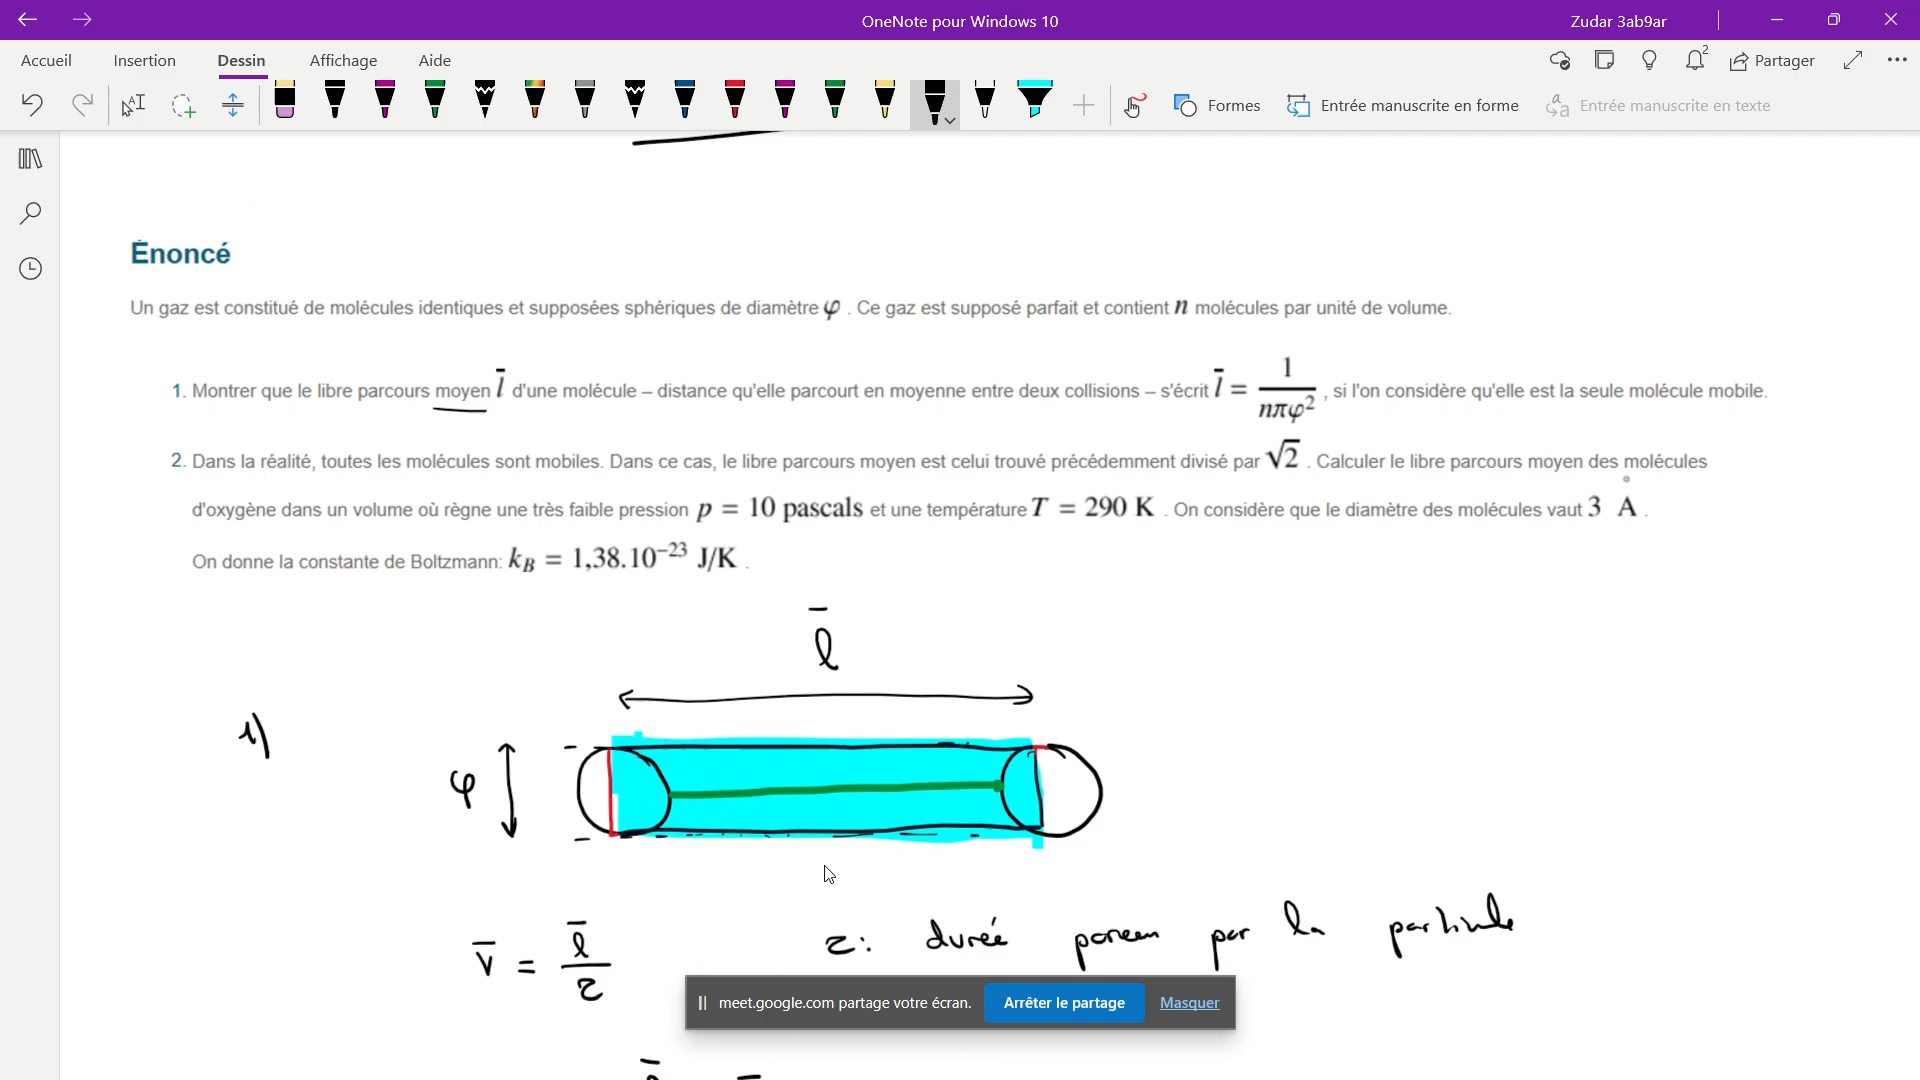 OneNote pour Windows 10
Zudar 3ab9ar
Accueil Insertion Dessin Affichage Aide
2 Partager
Formes Entrée manuscrite en forme Entrée manuscrite en texte
Énoncé
Un gaz est constitué de molécules identiques et supposées sphériques de diamètre φ . Ce gaz est supposé parfait et contient n molécules par unité de volume.
1. Montrer que le libre parcours moyen l̄ d'une molécule – distance qu'elle parcourt en moyenne entre deux collisions – s'écrit l̄ = 1/(nπφ²) , si l'on considère qu'elle est la seule molécule mobile.
2. Dans la réalité, toutes les molécules sont mobiles. Dans ce cas, le libre parcours moyen est celui trouvé précédemment divisé par √2 . Calculer le libre parcours moyen des molécules
d'oxygène dans un volume où règne une très faible pression p = 10 pascals et une température T = 290 K . On considère que le diamètre des molécules vaut 3 Å .
On donne la constante de Boltzmann: k_B = 1,38.10⁻²³ J/K .
l̄
1)
φ
v̄ = l̄/τ τ: durée par la particule
meet.google.com partage votre écran. Arrêter le partage Masquer